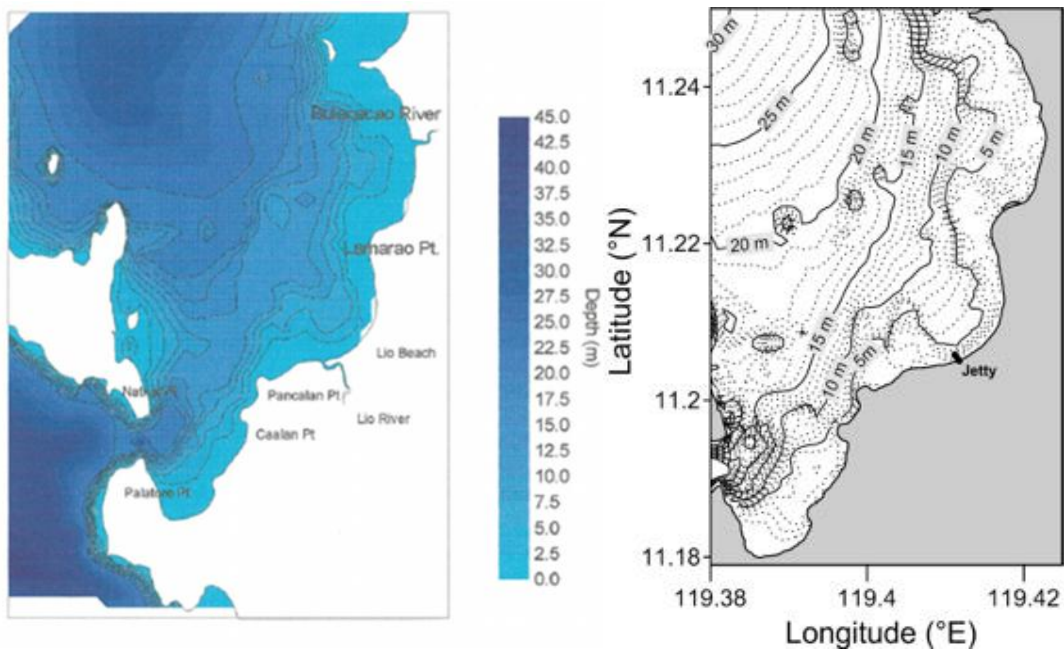 River
Lamarao Pt.
Lio Beach
Pancalan Pt.
Lio River
Caalan Pt
Palatoro Pt.
45.0
42.5
40.0
37.5
35.0
32.5
30.0
27.5
25.0
22.5
20.0
17.5
15.0
12.5
10.0
7.5
5.0
2.5
0.0
Depth (m)
30 m
25 m
20 m
15 m
10 m
5 m
20 m
15 m
10 m
5m
Jetty
11.24
11.22
11.2
11.18
Latitude (°N)
119.38
119.4
119.42
Longitude (°E)